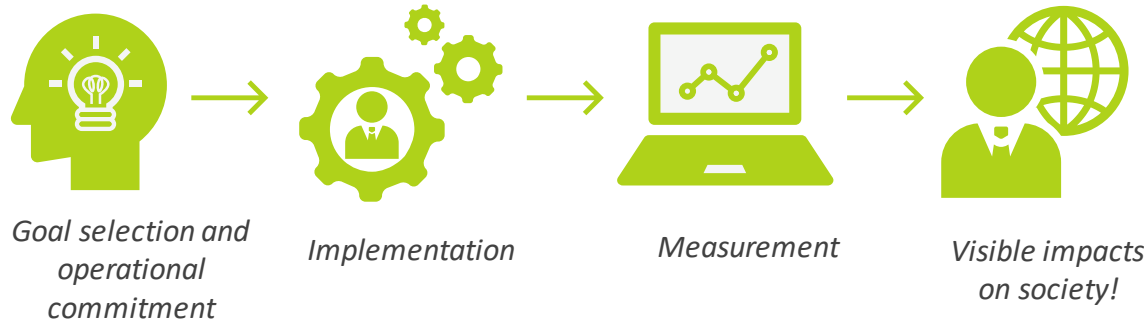 Goal selection and
operational
commitment
Implementation
Measurement
Visible impacts
on society!